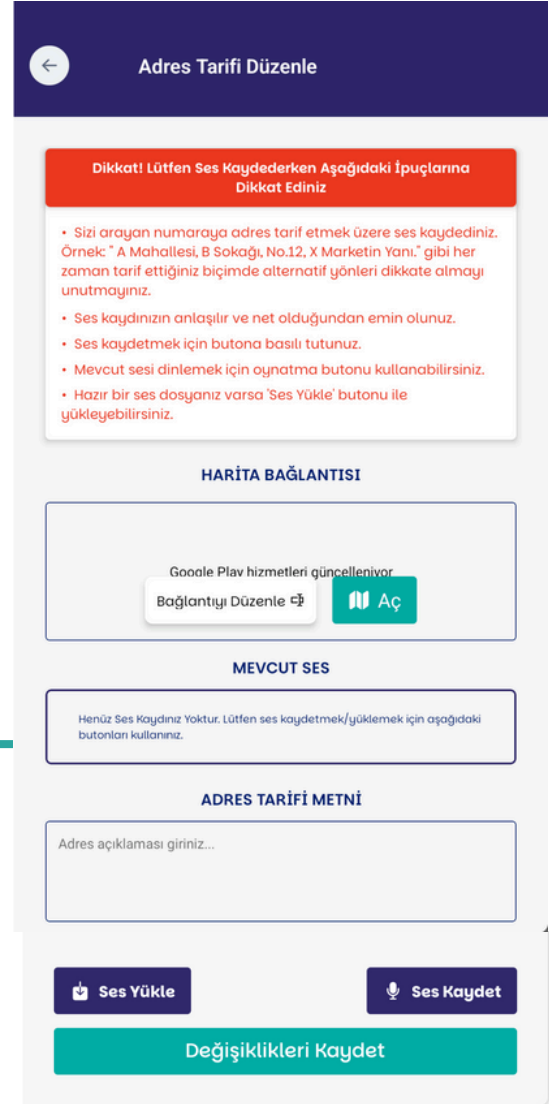 Adres Tarifi Düzenle
Dikkat! Lütfen Ses Kaydederken Aşağıdaki İpuçlarına
Dikkat Ediniz
• Sizi arayan numaraya adres tarif etmek üzere ses kaydediniz.
Örnek: " A Mahallesi, B Sokağı, No.12, X Marketin Yanı." gibi her
zaman tarif ettiğiniz biçimde alternatif yönleri dikkate almayı
unutmayınız.
• Ses kaydınızın anlaşılır ve net olduğundan emin olunuz.
• Ses kaydetmek için butona basılı tutunuz.
• Mevcut sesi dinlemek için oynatma butonu kullanabilirsiniz.
• Hazır bir ses dosyanız varsa 'Ses Yükle' butonu ile
yükleyebilirsiniz.
HARİTA BAĞLANTISI
Google Play hizmetleri güncelleniyor
Bağlantıyı Düzenle
Aç
MEVCUT SES
Henüz Ses Kaydınız Yoktur. Lütfen ses kaydetmek/yüklemek için aşağıdaki
butonları kullanınız.
ADRES TARİFİ METNİ
Adres açıklaması giriniz...
Ses Yükle
Ses Kaydet
Değişiklikleri Kaydet